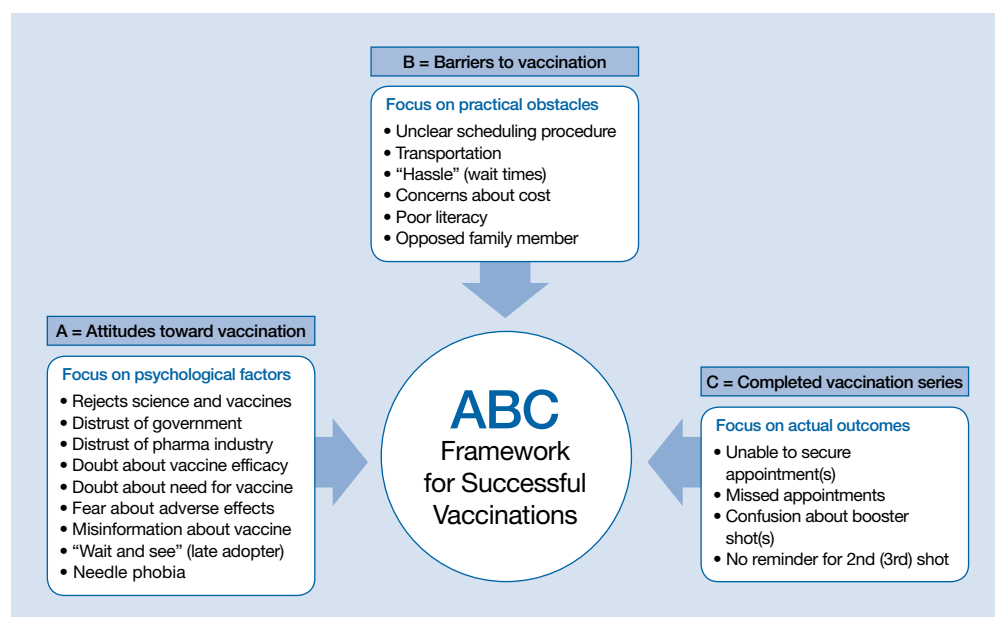 B = Barriers to vaccination
Focus on practical obstacles
• Unclear scheduling procedure
• Transportation
• “Hassle” (wait times)
• Concerns about cost
• Poor literacy
• Opposed family member
A = Attitudes toward vaccination
Focus on psychological factors
• Rejects science and vaccines
• Distrust of government
• Distrust of pharma industry
• Doubt about vaccine efficacy
• Doubt about need for vaccine
• Fear about adverse effects
• Misinformation about vaccine
• “Wait and see” (late adopter)
• Needle phobia
ABC
Framework
for Successful
Vaccinations
C = Completed vaccination series
Focus on actual outcomes
• Unable to secure
appointment(s)
• Missed appointments
• Confusion about booster
shot(s)
• No reminder for 2nd (3rd) shot